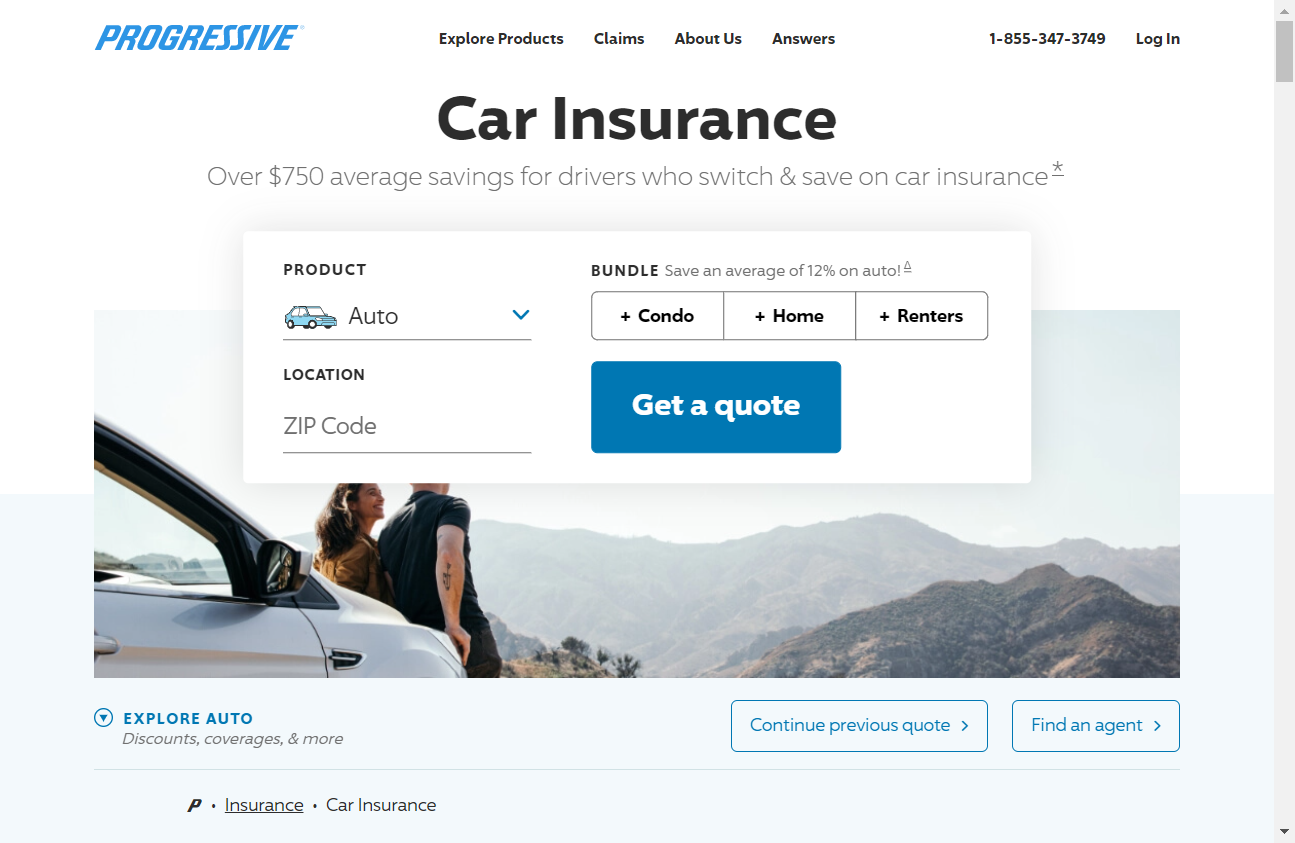 PROGRESSIVE®
Explore Products
Claims
About Us
Answers
1-855-347-3749
Log In
Car Insurance
Over $750 average savings for drivers who switch & save on car insurance*
PRODUCT
Auto
LOCATION
ZIP Code
BUNDLE Save an average of 12% on auto!Δ
+ Condo
+ Home
+ Renters
Get a quote
EXPLORE AUTO
Discounts, coverages, & more
Continue previous quote >
Find an agent >
P • Insurance • Car Insurance